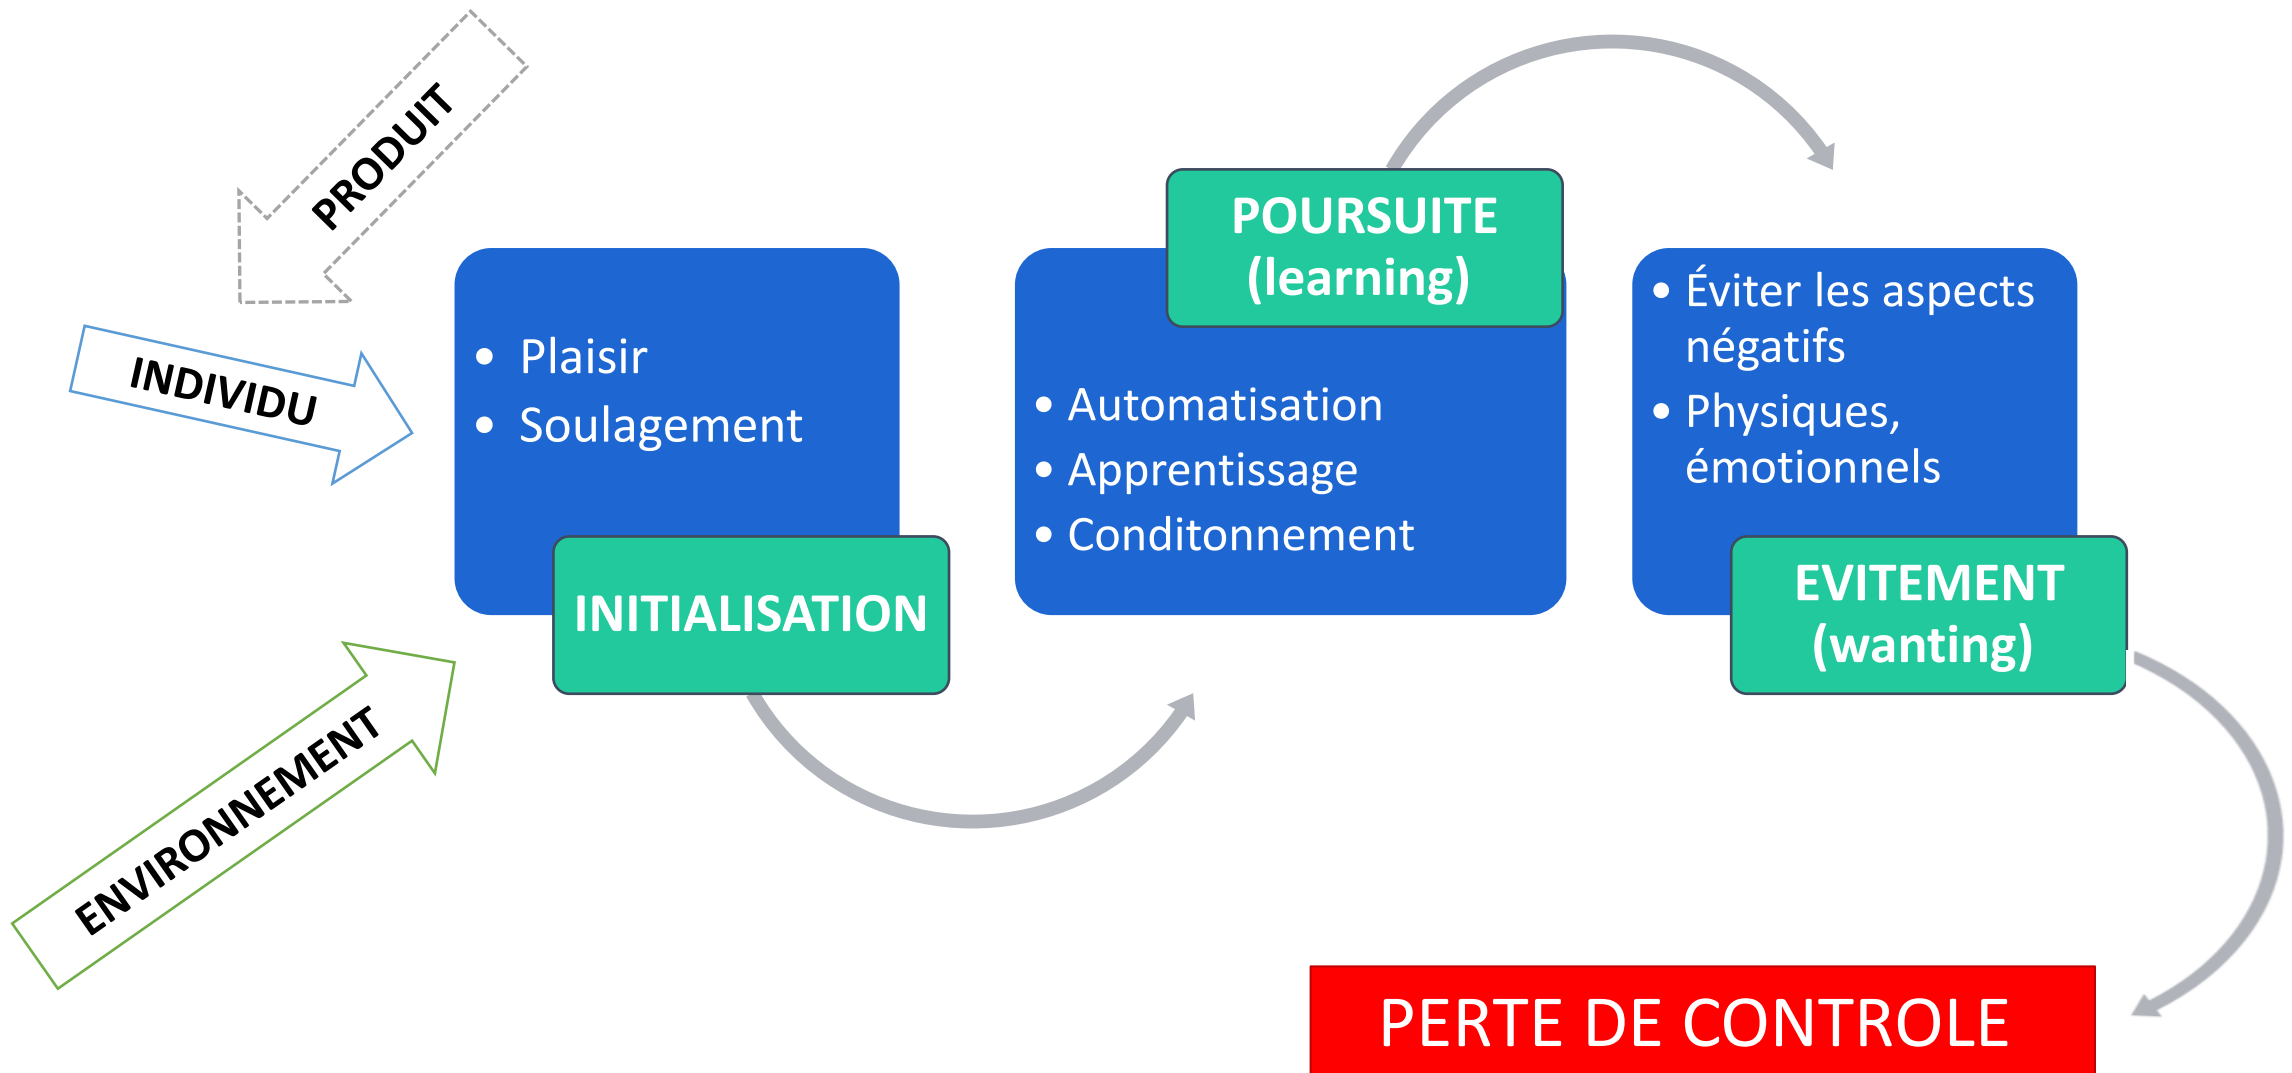 PRODUIT
INDIVIDU
ENVIRONNEMENT
• Plaisir
• Soulagement
INITIALISATION
POURSUITE
(learning)
• Automatisation
• Apprentissage
• Conditonnement
• Éviter les aspects
négatifs
• Physiques,
émotionnels
EVITEMENT
(wanting)
PERTE DE CONTROLE